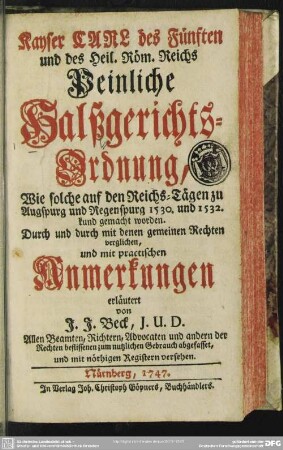 Kayser CARL des Fünften
und des Heil. Röm. Reichs
Peinliche
Halßgerichts-
Ordnung,
Wie solche auf den Reichs-Tägen zu
Augspurg und Regenspurg 1530. und 1532.
kund gemacht worden.
Durch und durch mit denen gemeinen Rechten
verglichen,
und mit practischen
Anmerkungen
erläutert
von
J. J. Beck, J. U. D.
Allen Beamten, Richtern, Advocaten und andern der
Rechten beflissenen zum nutzlichen Gebrauch abgefasset,
und mit nöthigen Registern versehen.
Nürnberg, 1747.
In Verlag Joh. Christoph Göpners, Buchhändlers.
DFG